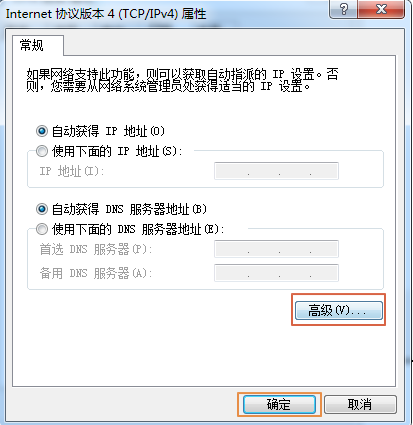 Internet 协议版本 4 (TCP/IPv4) 属性
常规
如果网络支持此功能，则可以获取自动指派的 IP 设置。否
则，您需要从网络系统管理员处获得适当的 IP 设置。
自动获得 IP 地址(O)
使用下面的 IP 地址(S):
IP 地址(I):
自动获得 DNS 服务器地址(B)
使用下面的 DNS 服务器地址(E):
首选 DNS 服务器(P):
备用 DNS 服务器(A):
高级(V)...
确定
取消